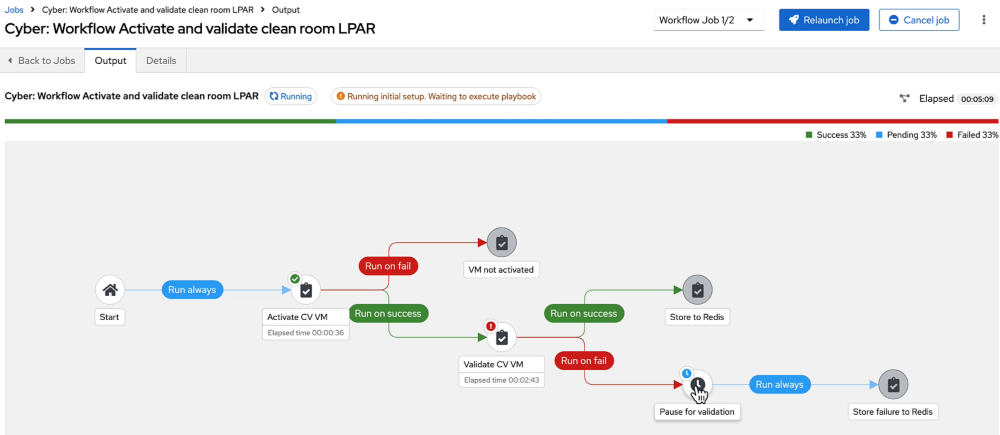 Jobs > Cyber: Workflow Activate and validate clean room LPAR > Output
Cyber: Workflow Activate and validate clean room LPAR
Workflow Job 1/2
Relaunch job
Cancel job
Back to Jobs
Output
Details
Cyber: Workflow Activate and validate clean room LPAR
Running
Running initial setup. Waiting to execute playbook
Elapsed 00:05:09
Success 33%
Pending 33%
Failed 33%
Run on fail
VM not activated
Start
Run always
Activate CV VM
Elapsed time 00:00:36
Run on success
Run on success
Store to Redis
Validate CV VM
Elapsed time 00:02:43
Run on fail
Pause for validation
Run always
Store failure to Redis